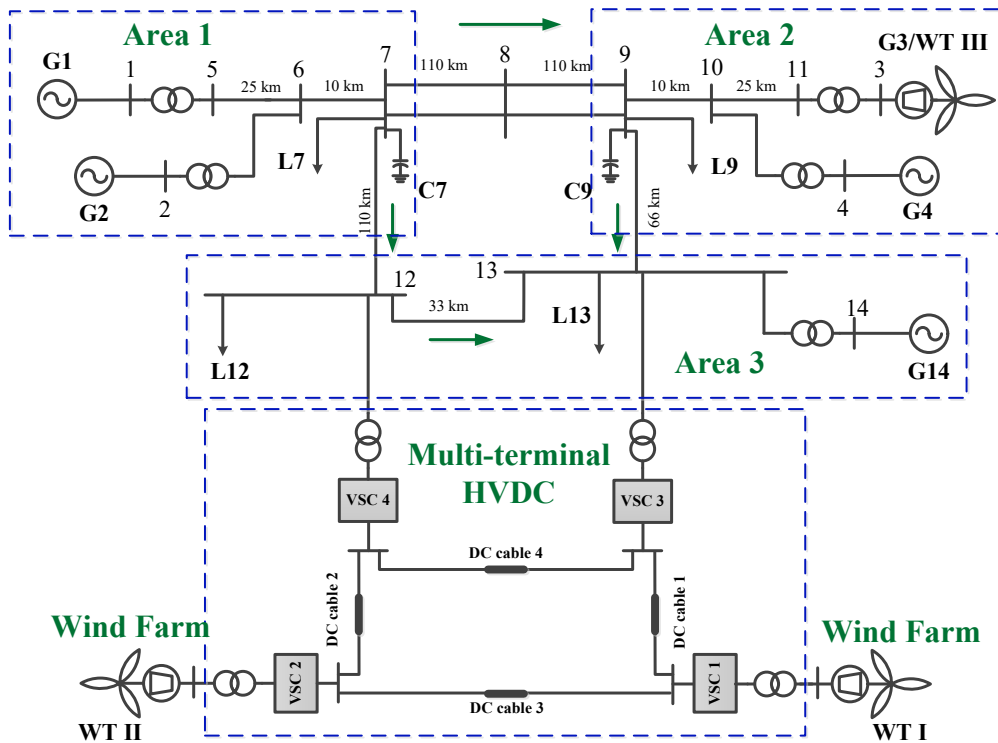 Area 1
Area 2
G3/WT III
G1
1
5
6
7
8
9
10
11
3
25 km
10 km
110 km
110 km
10 km
25 km
L7
C7
C9
L9
G2
2
4
G4
110 km
66 km
12
13
33 km
L13
14
L12
Area 3
G14
Multi-terminal
HVDC
VSC 4
VSC 3
DC cable 4
DC cable 2
DC cable 1
Wind Farm
Wind Farm
VSC 2
VSC 1
DC cable 3
WT II
WT I